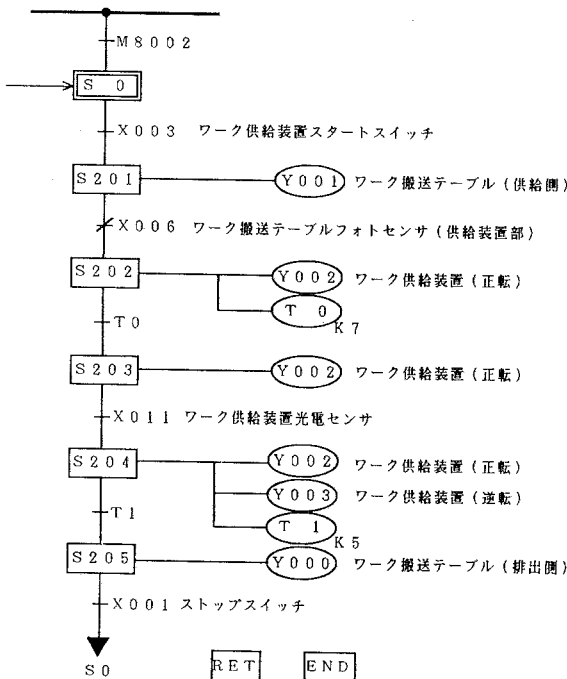 M8002
S 0
X003 ワーク供給装置スタートスイッチ
S201 Y001 ワーク搬送テーブル(供給側)
X006 ワーク搬送テーブルフォトセンサ(供給装置部)
S202 Y002 ワーク供給装置(正転)
T 0
K7
T0
S203 Y002 ワーク供給装置(正転)
X011 ワーク供給装置光電センサ
S204 Y002 ワーク供給装置(正転)
Y003 ワーク供給装置(逆転)
T1 T 1
K5
S205 Y000 ワーク搬送テーブル(排出側)
X001 ストップスイッチ
S0 RET END